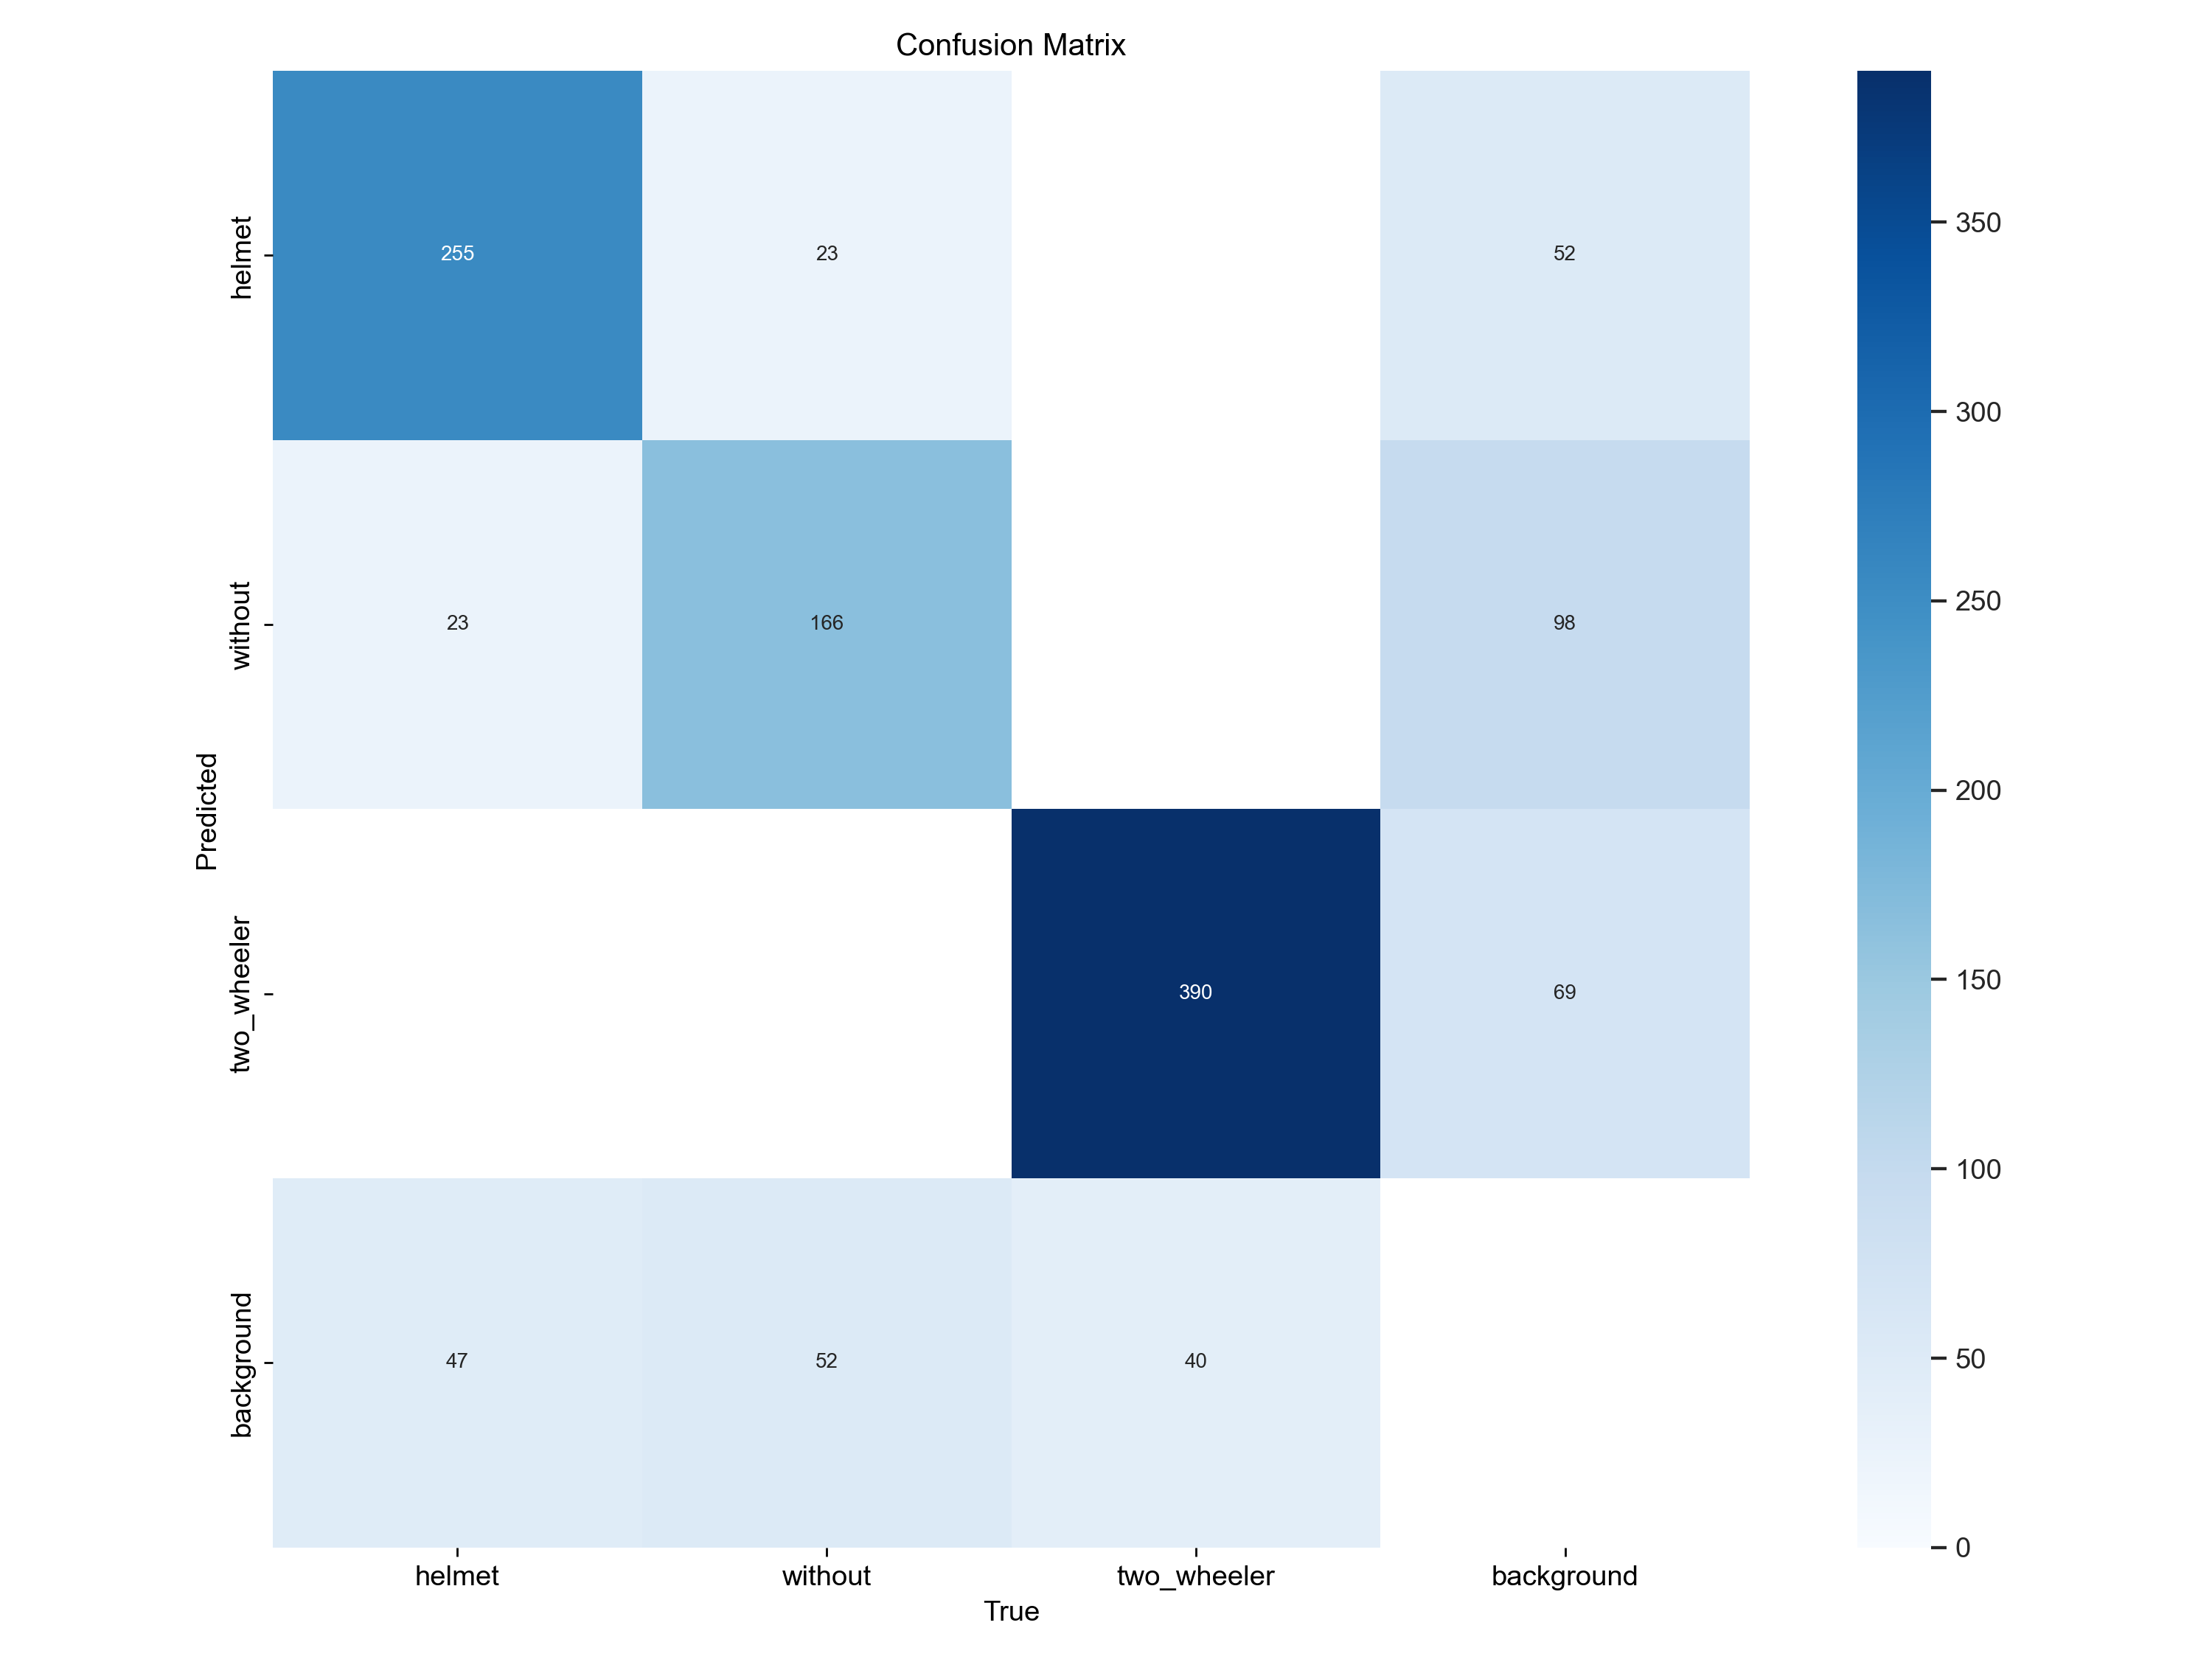 Confusion Matrix
Predicted
helmet
255
23
52
without
23
166
98
two_wheeler
390
69
background
47
52
40
helmet
without
two_wheeler
background
True
350
300
250
200
150
100
50
0